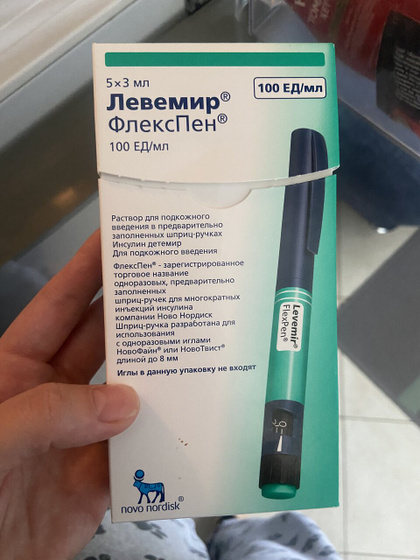 5×3 мл
100 ЕД/мл
Левемир®
ФлексПен®
100 ЕД/мл
Раствор для подкожного
введения в предварительно
заполненных шприц-ручках
Инсулин детемир
Для подкожного введения
ФлексПен® - зарегистрированное
торговое название
одноразовых, предварительно
заполненных
шприц-ручек для многократных
инъекций инсулина
компании Ново Нордиск
Шприц-ручка разработана для
использования
с одноразовыми иглами
НовоФайн® или НовоТвист®
длиной до 8 мм
Иглы в данную упаковку не входят
Levemir®
FlexPen®
novo nordisk®